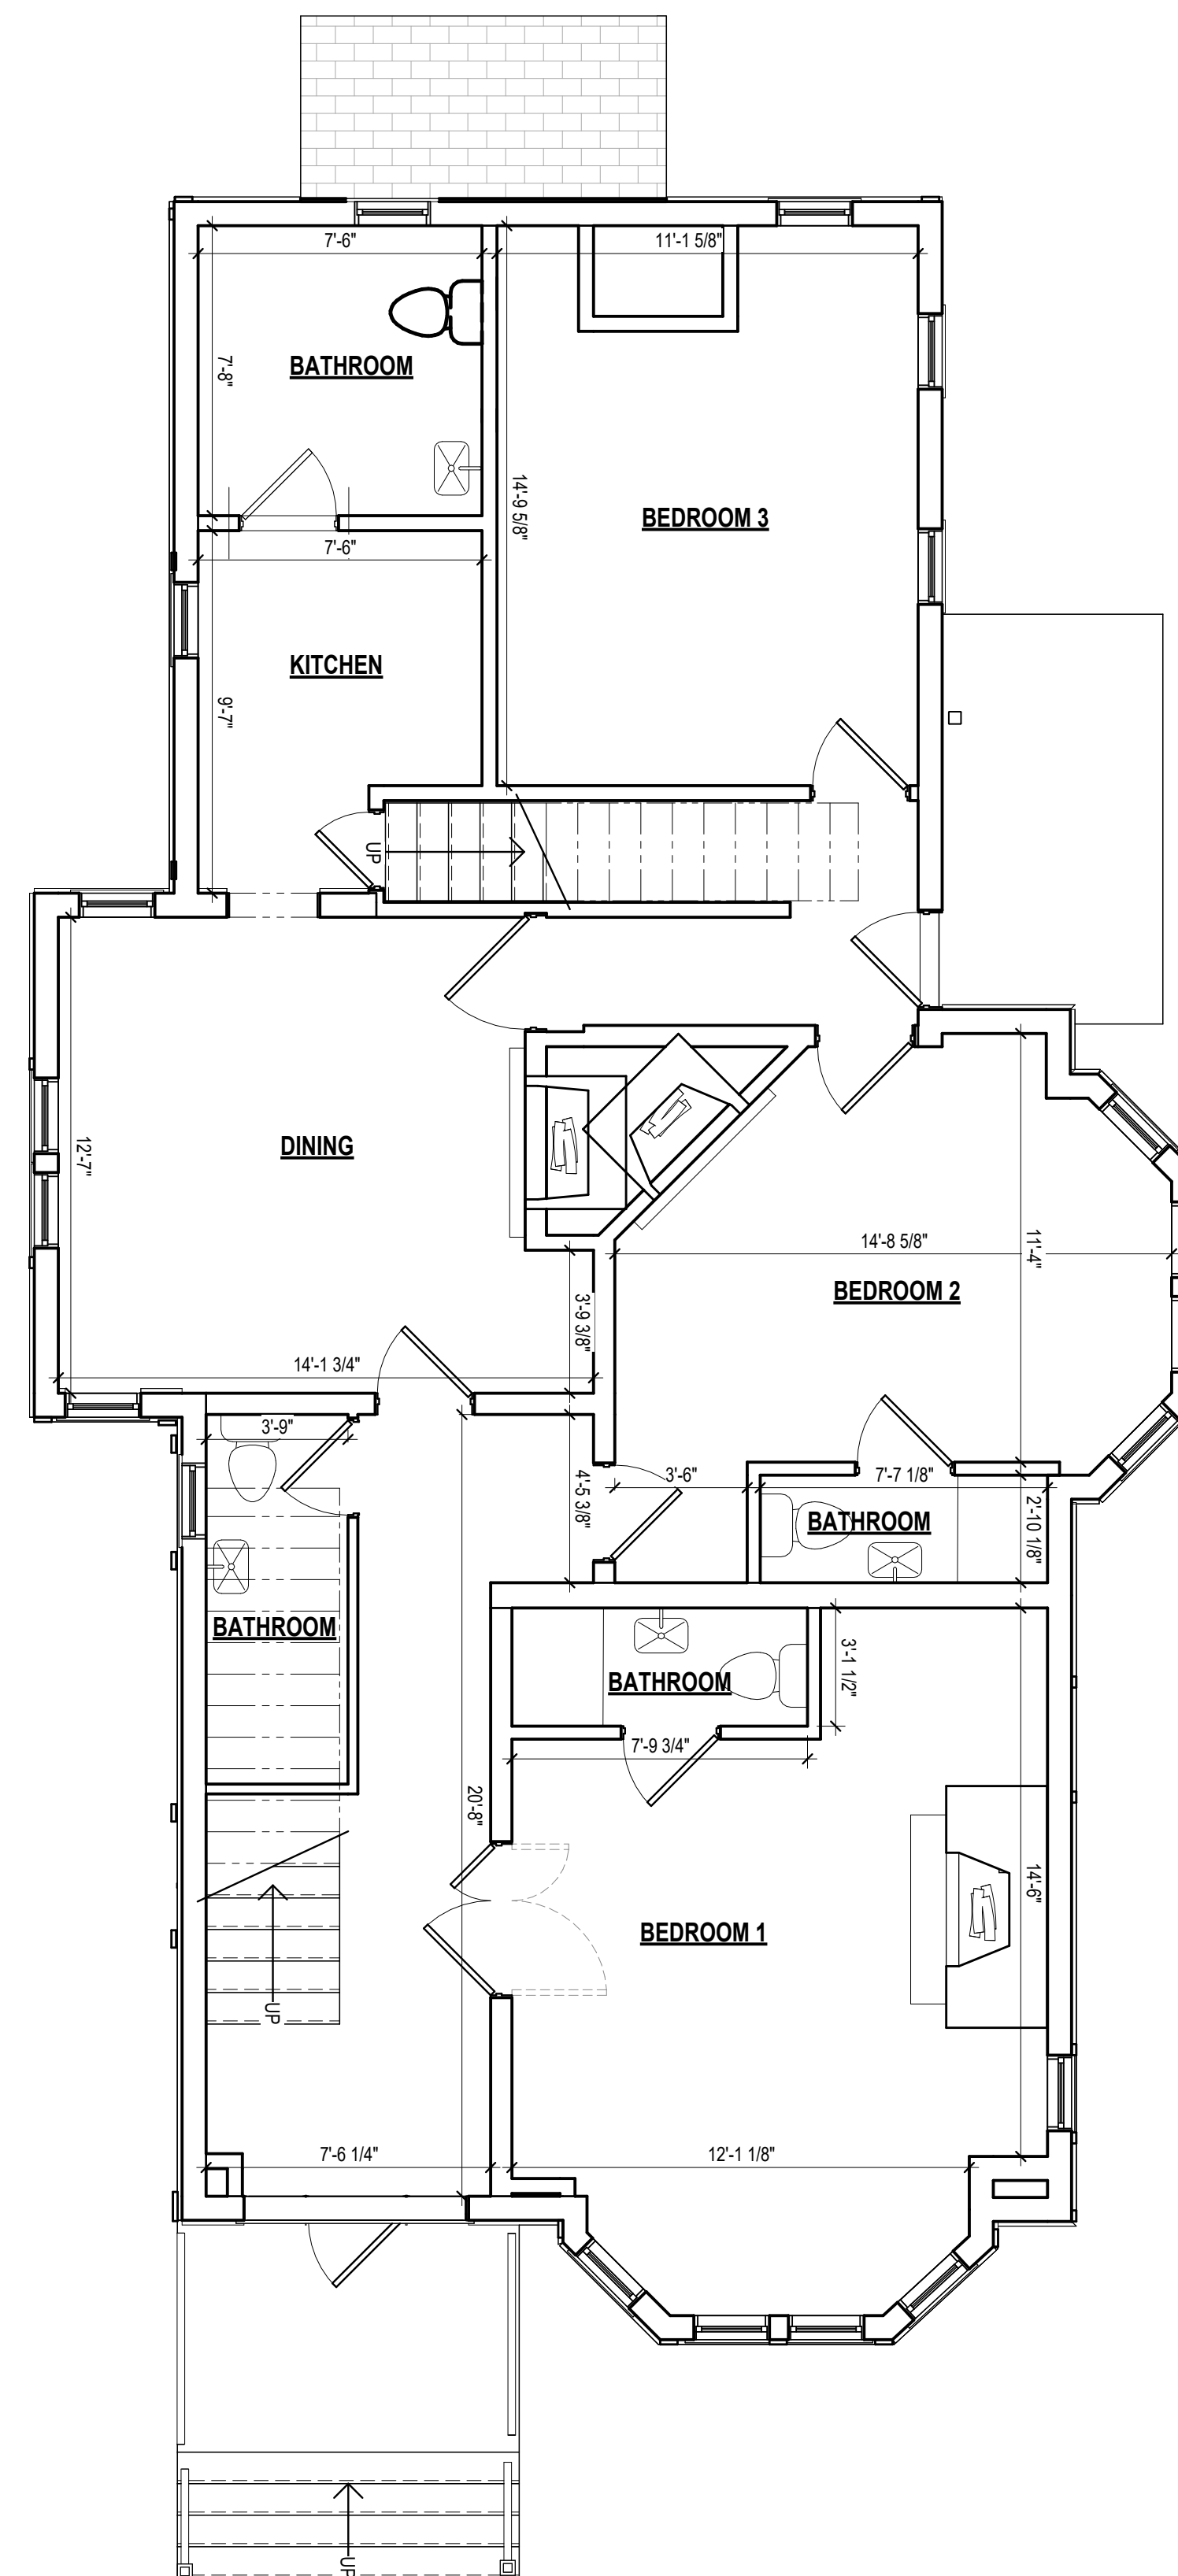 7'-6"
11'-1 5/8"
7'-8"
BATHROOM
14'-9 5/8"
BEDROOM 3
7'-6"
KITCHEN
9'-7"
UP
12'-7"
DINING
11'-4"
14'-8 5/8"
BEDROOM 2
3'-9 3/8"
14'-1 3/4"
3'-9"
4'-5 3/8"
3'-6"
7'-7 1/8"
2'-10 1/8"
BATHROOM
BATHROOM
3'-1 1/2"
BATHROOM
7'-9 3/4"
20'-8"
14'-6"
BEDROOM 1
UP
7'-6 1/4"
12'-1 1/8"
UP